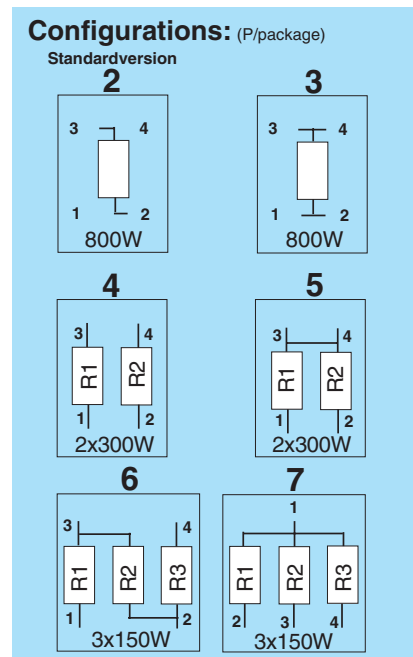 Configurations: (P/package)
Standardversion
2 3
3 4 3 4
1 2 1 2
800W 800W
4 5
3 4 3 4
R1 R2 R1 R2
1 2 1 2
2x300W 2x300W
6 7
1
3 4
R1 R2 R3 R1 R2 R3
1 2 2 3 4
3x150W 3x150W